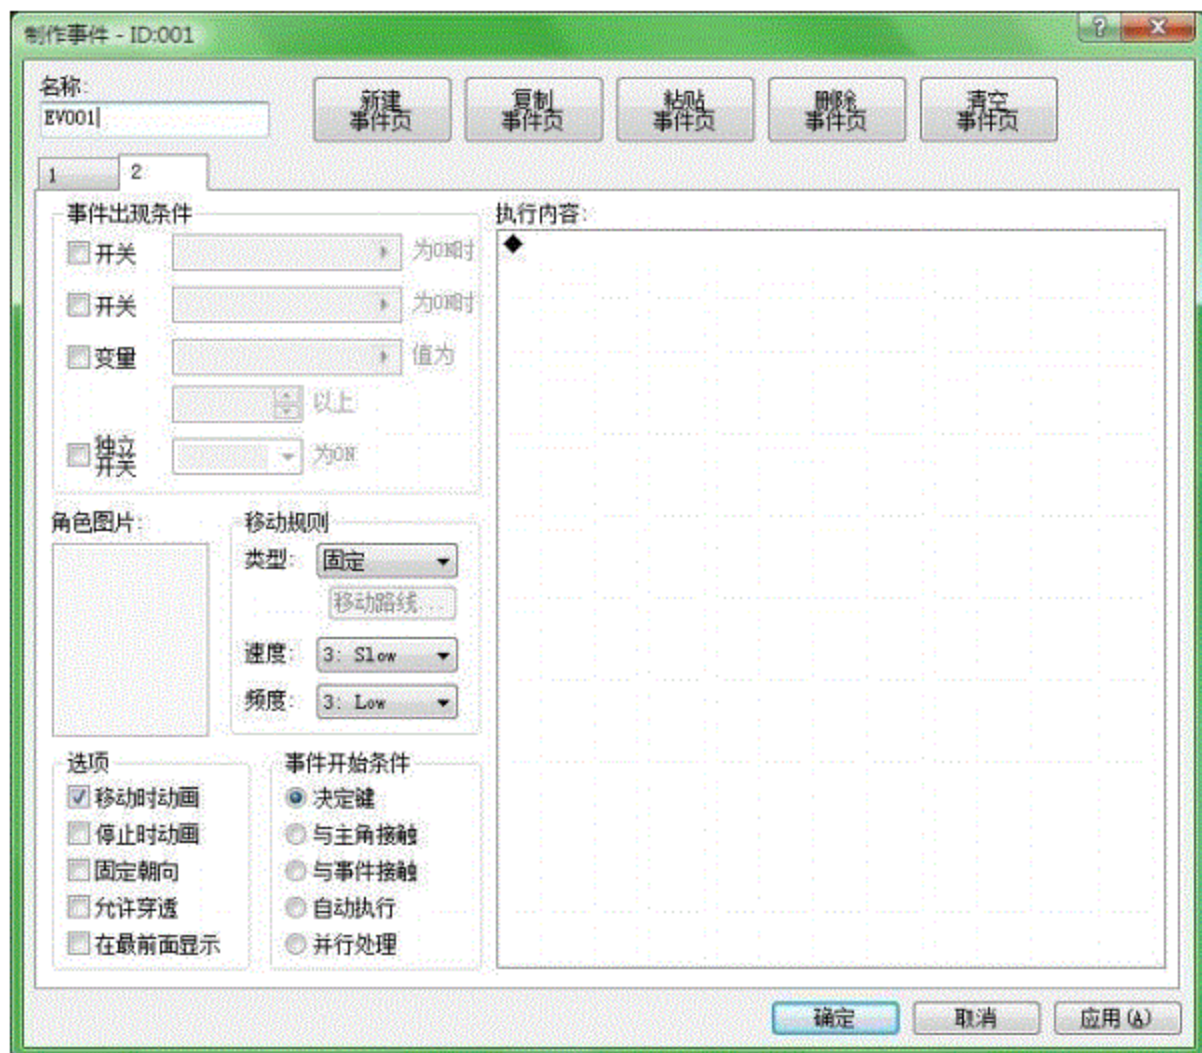 制作事件 - ID:001
名称:
EV001
新建
事件页
复制
事件页
粘贴
事件页
删除
事件页
清空
事件页
1
2
事件出现条件
开关 为ON时
开关 为ON时
变量 值为
以上
独立
开关 为ON
角色图片:
移动规则
类型: 固定
移动路线...
速度: 3: Slow
频度: 3: Low
选项
移动时动画
停止时动画
固定朝向
允许穿透
在最前面显示
事件开始条件
决定键
与主角接触
与事件接触
自动执行
并行处理
执行内容:
确定
取消
应用(A)